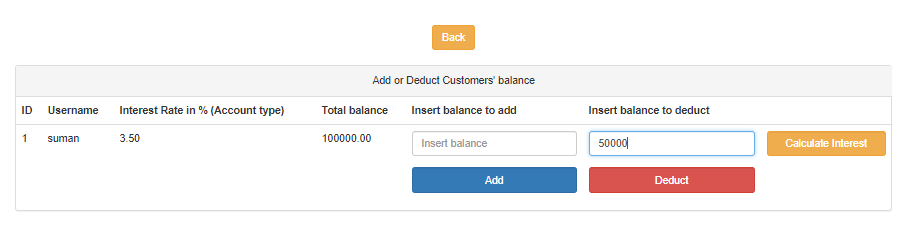 Back
Add or Deduct Customers' balance
ID Username Interest Rate in % (Account type) Total balance Insert balance to add Insert balance to deduct
1 suman 3.50 100000.00 Insert balance 50000 Calculate Interest
Add Deduct